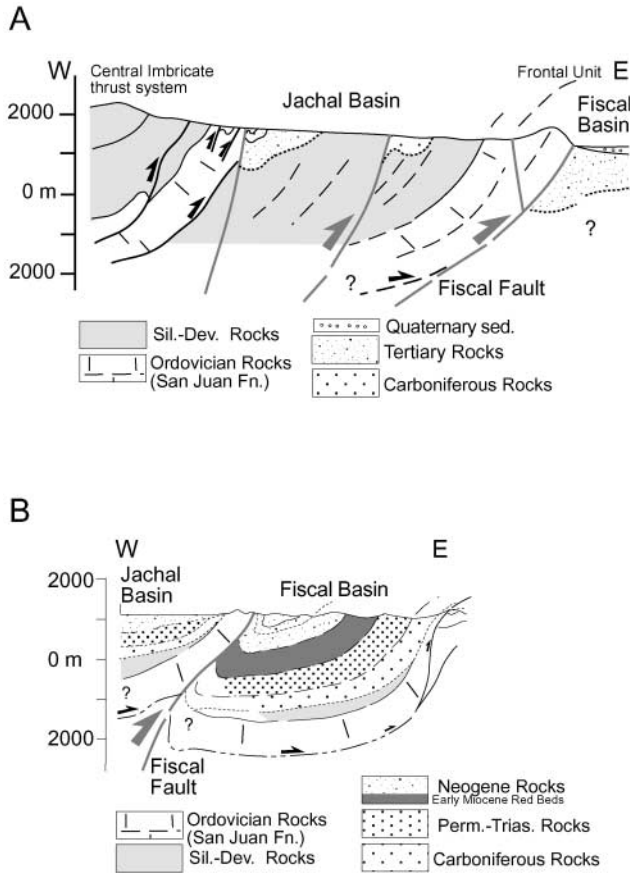 A
W
Central Imbricate
thrust system
Jachal Basin
Frontal Unit
E
Fiscal
Basin
2000
0 m
2000
?
?
Fiscal Fault
Sil.-Dev. Rocks
Ordovician Rocks
(San Juan Fn.)
Quaternary sed.
Tertiary Rocks
Carboniferous Rocks
B
W
E
Jachal
Basin
Fiscal Basin
2000
0 m
2000
?
?
Fiscal
Fault
Ordovician Rocks
(San Juan Fn.)
Sil.-Dev. Rocks
Neogene Rocks
Early Miocene Red Beds
Perm.-Trias. Rocks
Carboniferous Rocks